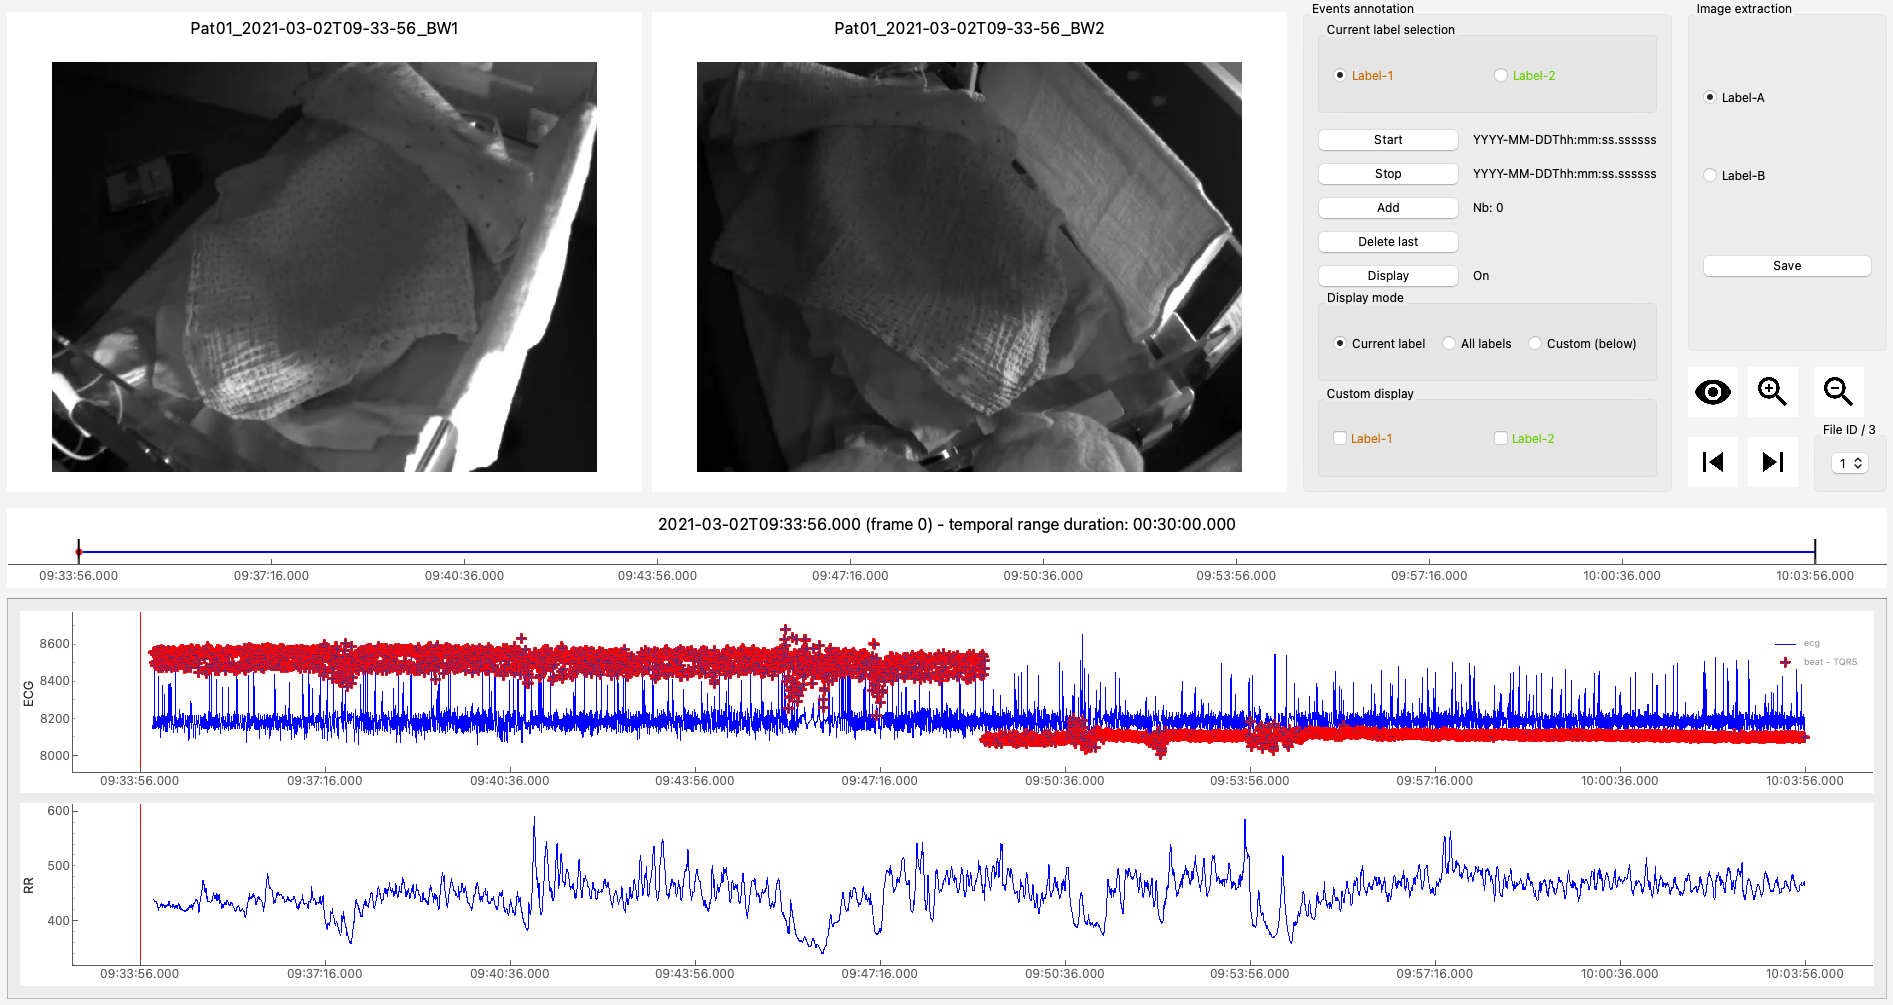 Pat01_2021-03-02T09-33-56_BW1
Pat01_2021-03-02T09-33-56_BW2
Events annotation
Current label selection
Label-1
Label-2
Start
YYYY-MM-DDThh:mm:ss.ssssss
Stop
YYYY-MM-DDThh:mm:ss.ssssss
Add
Nb: 0
Delete last
Display
On
Display mode
Current label
All labels
Custom (below)
Custom display
Label-1
Label-2
Image extraction
Label-A
Label-B
Save
File ID / 3
1
2021-03-02T09:33:56.000 (frame 0) - temporal range duration: 00:30:00.000
09:33:56.000 09:37:16.000 09:40:36.000 09:43:56.000 09:47:16.000 09:50:36.000 09:53:56.000 09:57:16.000 10:00:36.000 10:03:56.000
ECG
8600
8400
8200
8000
ecg
beat - TQRS
09:33:56.000 09:37:16.000 09:40:36.000 09:43:56.000 09:47:16.000 09:50:36.000 09:53:56.000 09:57:16.000 10:00:36.000 10:03:56.000
RR
600
500
400
09:33:56.000 09:37:16.000 09:40:36.000 09:43:56.000 09:47:16.000 09:50:36.000 09:53:56.000 09:57:16.000 10:00:36.000 10:03:56.000